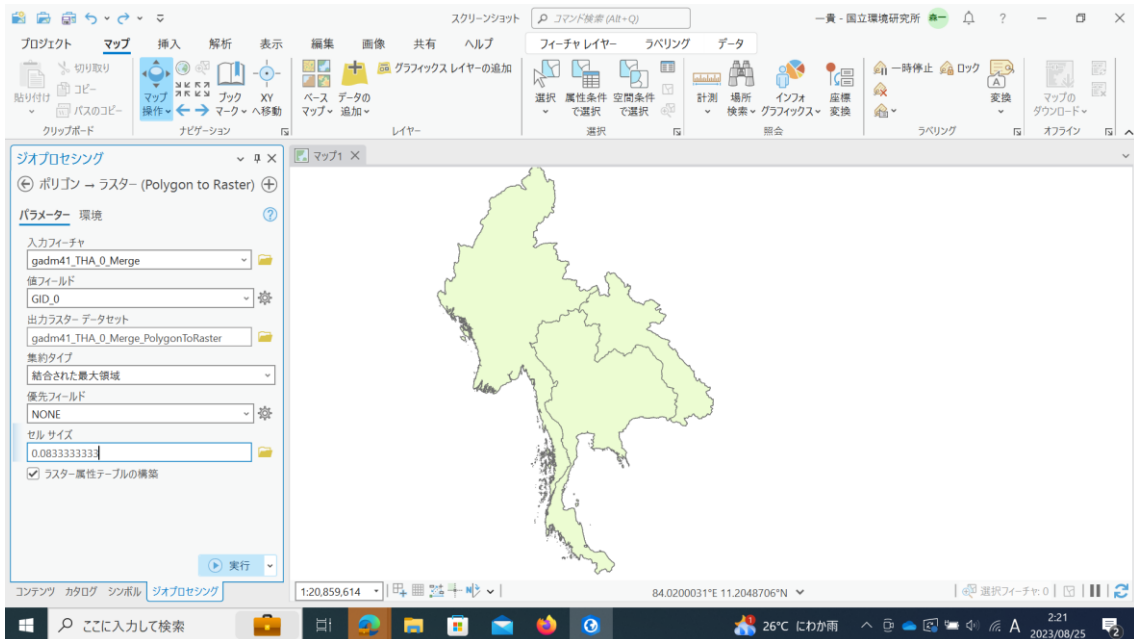 スクリーンショット
コマンド検索 (Alt+Q)
一貴 - 国立環境研究所
森一
?
プロジェクト マップ 挿入 解析 表示 編集 画像 共有 ヘルプ フィーチャ レイヤー ラベリング データ
貼り付け
切り取り
コピー
パスのコピー
クリップボード
マップ
操作
ブック
マーク
XY
へ移動
ナビゲーション
ベース
マップ
データの
追加
グラフィックス レイヤーの追加
レイヤー
選択
属性条件
で選択
空間条件
で選択
選択
計測
場所
検索
インフォ
グラフィックス
座標
変換
照会
一時停止
ロック
変換
ラベリング
マップの
ダウンロード
オフライン
ジオプロセシング
ポリゴン → ラスター (Polygon to Raster)
パラメーター 環境
入力フィーチャ
gadm41_THA_0_Merge
値フィールド
GID_0
出力ラスター データセット
gadm41_THA_0_Merge_PolygonToRaster
集約タイプ
結合された最大領域
優先フィールド
NONE
セル サイズ
0.0833333333
ラスター属性テーブルの構築
実行
コンテンツ カタログ シンボル ジオプロセシング
マップ1
1:20,859,614
84.0200031°E 11.2048706°N
選択フィーチャ: 0
ここに入力して検索
26°C にわか雨
A
2:21
2023/08/25
2